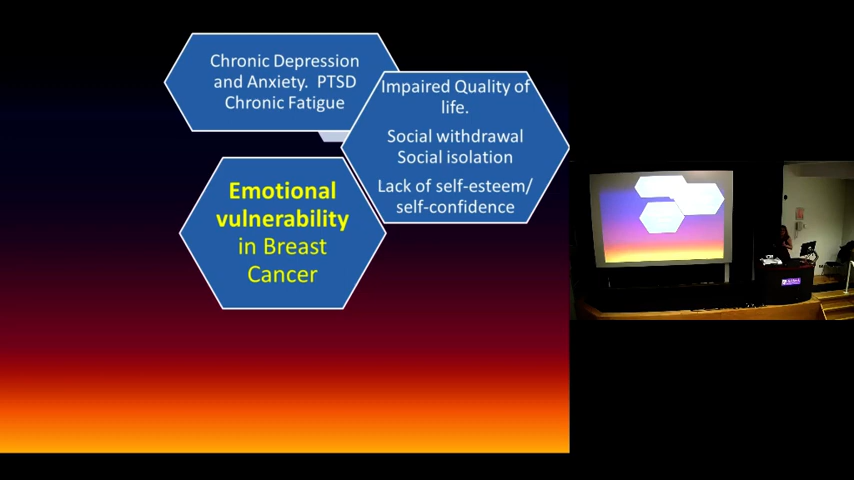 Chronic Depression
and Anxiety.  PTSD
Chronic Fatigue
Impaired Quality of
life.
Social withdrawal
Social isolation
Lack of self-esteem/
self-confidence
Emotional
vulnerability
in Breast
Cancer